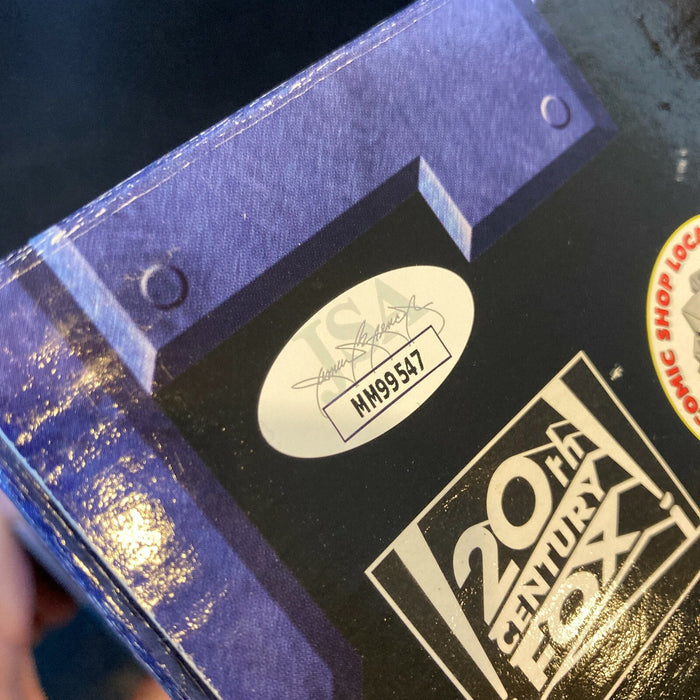 JSA
MM99547
20th
CENTURY
FOX
COMIC SHOP LOCA